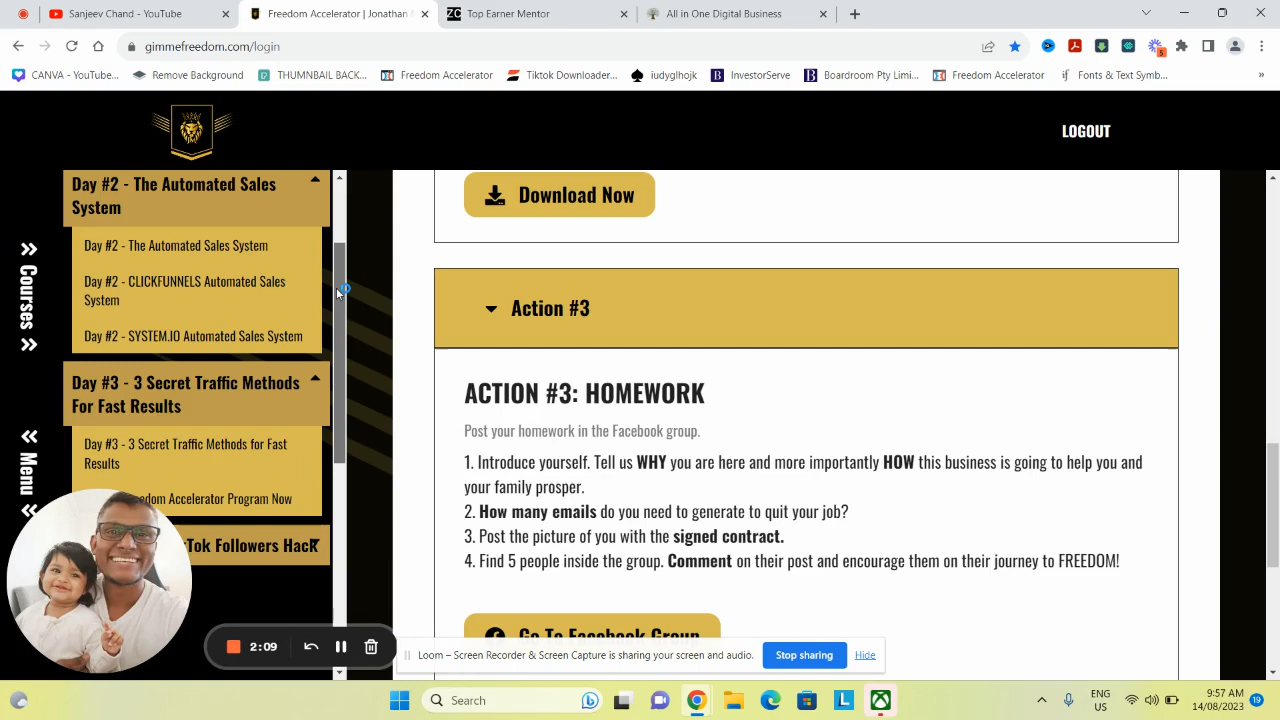 Sanjeev Chand - YouTube
Freedom Accelerator | Jonathan M
ZC Top Earner Mentor
All in One Digital Business
gimmefreedom.com/login
5
CANVA - YouTube...
Remove Background
THUMNBAIL BACK...
Freedom Accelerator
Tiktok Downloader...
iudyglhojk
B InvestorServe
B Boardroom Pty Limi...
Freedom Accelerator
if Fonts & Text Symb...
LOGOUT
Courses
Menu
Day #2 - The Automated Sales
System
Day #2 - The Automated Sales System
Day #2 - CLICKFUNNELS Automated Sales
System
Day #2 - SYSTEM.IO Automated Sales System
Day #3 - 3 Secret Traffic Methods
For Fast Results
Day #3 - 3 Secret Traffic Methods for Fast
Results
edom Accelerator Program Now
Tok Followers Hack
Download Now
Action #3
ACTION #3: HOMEWORK
Post your homework in the Facebook group.
1. Introduce yourself. Tell us WHY you are here and more importantly HOW this business is going to help you and
your family prosper.
2. How many emails do you need to generate to quit your job?
3. Post the picture of you with the signed contract.
4. Find 5 people inside the group. Comment on their post and encourage them on their journey to FREEDOM!
Go To Facebook Group
2:09
Loom – Screen Recorder & Screen Capture is sharing your screen and audio.
Stop sharing
Hide
Search
L
ENG
US
9:57 AM
14/08/2023
19